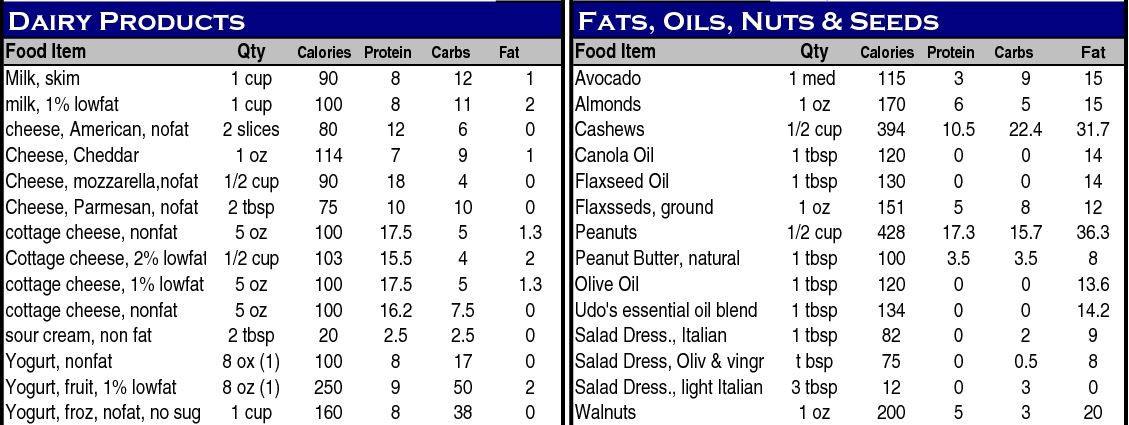 DAIRY PRODUCTS
Food Item Qty Calories Protein Carbs Fat
Milk, skim 1 cup 90 8 12 1
milk, 1% lowfat 1 cup 100 8 11 2
cheese, American, nofat 2 slices 80 12 6 0
Cheese, Cheddar 1 oz 114 7 9 1
Cheese, mozzarella,nofat 1/2 cup 90 18 4 0
Cheese, Parmesan, nofat 2 tbsp 75 10 10 0
cottage cheese, nonfat 5 oz 100 17.5 5 1.3
Cottage cheese, 2% lowfat 1/2 cup 103 15.5 4 2
cottage cheese, 1% lowfat 5 oz 100 17.5 5 1.3
cottage cheese, nonfat 5 oz 100 16.2 7.5 0
sour cream, non fat 2 tbsp 20 2.5 2.5 0
Yogurt, nonfat 8 ox (1) 100 8 17 0
Yogurt, fruit, 1% lowfat 8 oz (1) 250 9 50 2
Yogurt, froz, nofat, no sug 1 cup 160 8 38 0
FATS, OILS, NUTS & SEEDS
Food Item Qty Calories Protein Carbs Fat
Avocado 1 med 115 3 9 15
Almonds 1 oz 170 6 5 15
Cashews 1/2 cup 394 10.5 22.4 31.7
Canola Oil 1 tbsp 120 0 0 14
Flaxseed Oil 1 tbsp 130 0 0 14
Flaxsseds, ground 1 oz 151 5 8 12
Peanuts 1/2 cup 428 17.3 15.7 36.3
Peanut Butter, natural 1 tbsp 100 3.5 3.5 8
Olive Oil 1 tbsp 120 0 0 13.6
Udo's essential oil blend 1 tbsp 134 0 0 14.2
Salad Dress., Italian 1 tbsp 82 0 2 9
Salad Dress, Oliv & vingr t bsp 75 0 0.5 8
Salad Dress., light Italian 3 tbsp 12 0 3 0
Walnuts 1 oz 200 5 3 20